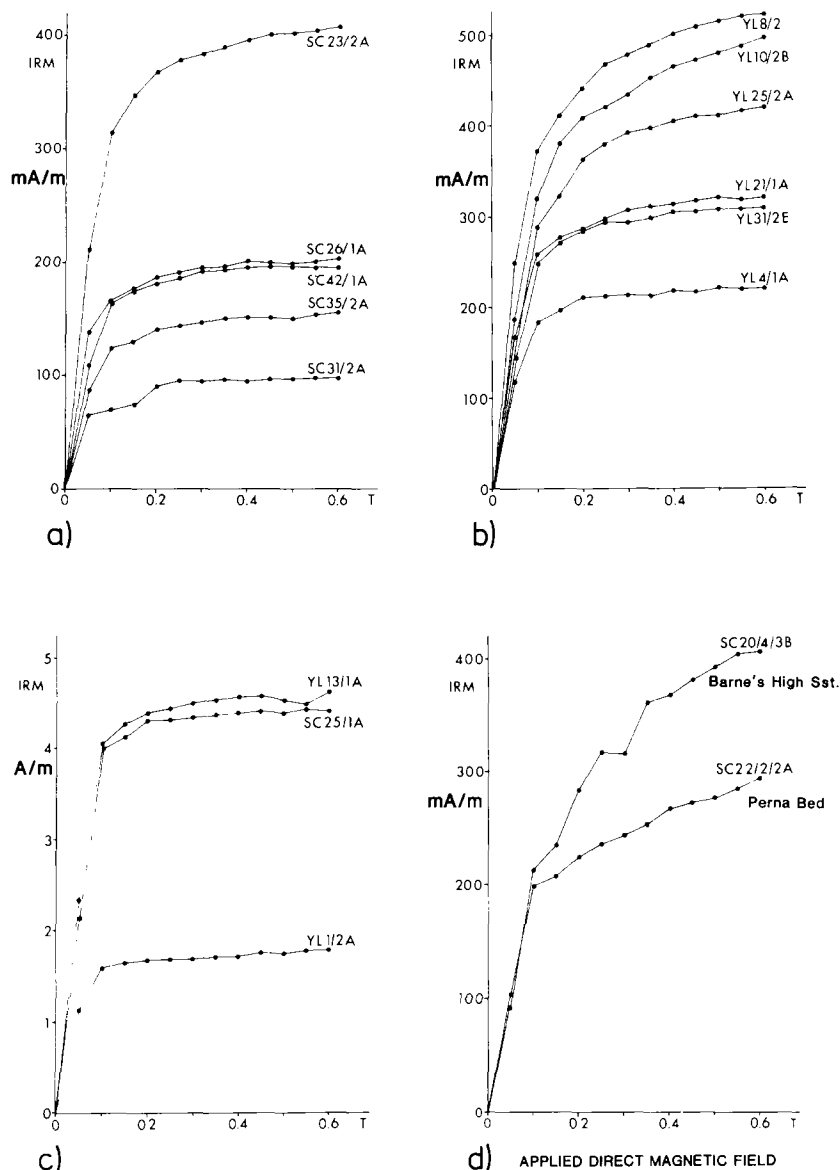 400
IRM
300
mA/m
200
100
0
SC23/2A
SC26/1A
SC42/1A
SC35/2A
SC31/2A
0
0.2
0.4
0.6
T
a)
500
IRM
400
mA/m
300
200
100
0
YL8/2
YL10/2B
YL25/2A
YL21/1A
YL31/2E
YL4/1A
0
0.2
0.4
0.6
T
b)
5
IRM
4
A/m
3
2
1
0
YL13/1A
SC25/1A
YL1/2A
0
0.2
0.4
0.6
T
c)
400
IRM
300
mA/m
200
100
0
SC20/4/3B
Barne's High Sst.
SC22/2/2A
Perna Bed
0
0.2
0.4
0.6
T
d)
APPLIED DIRECT MAGNETIC FIELD